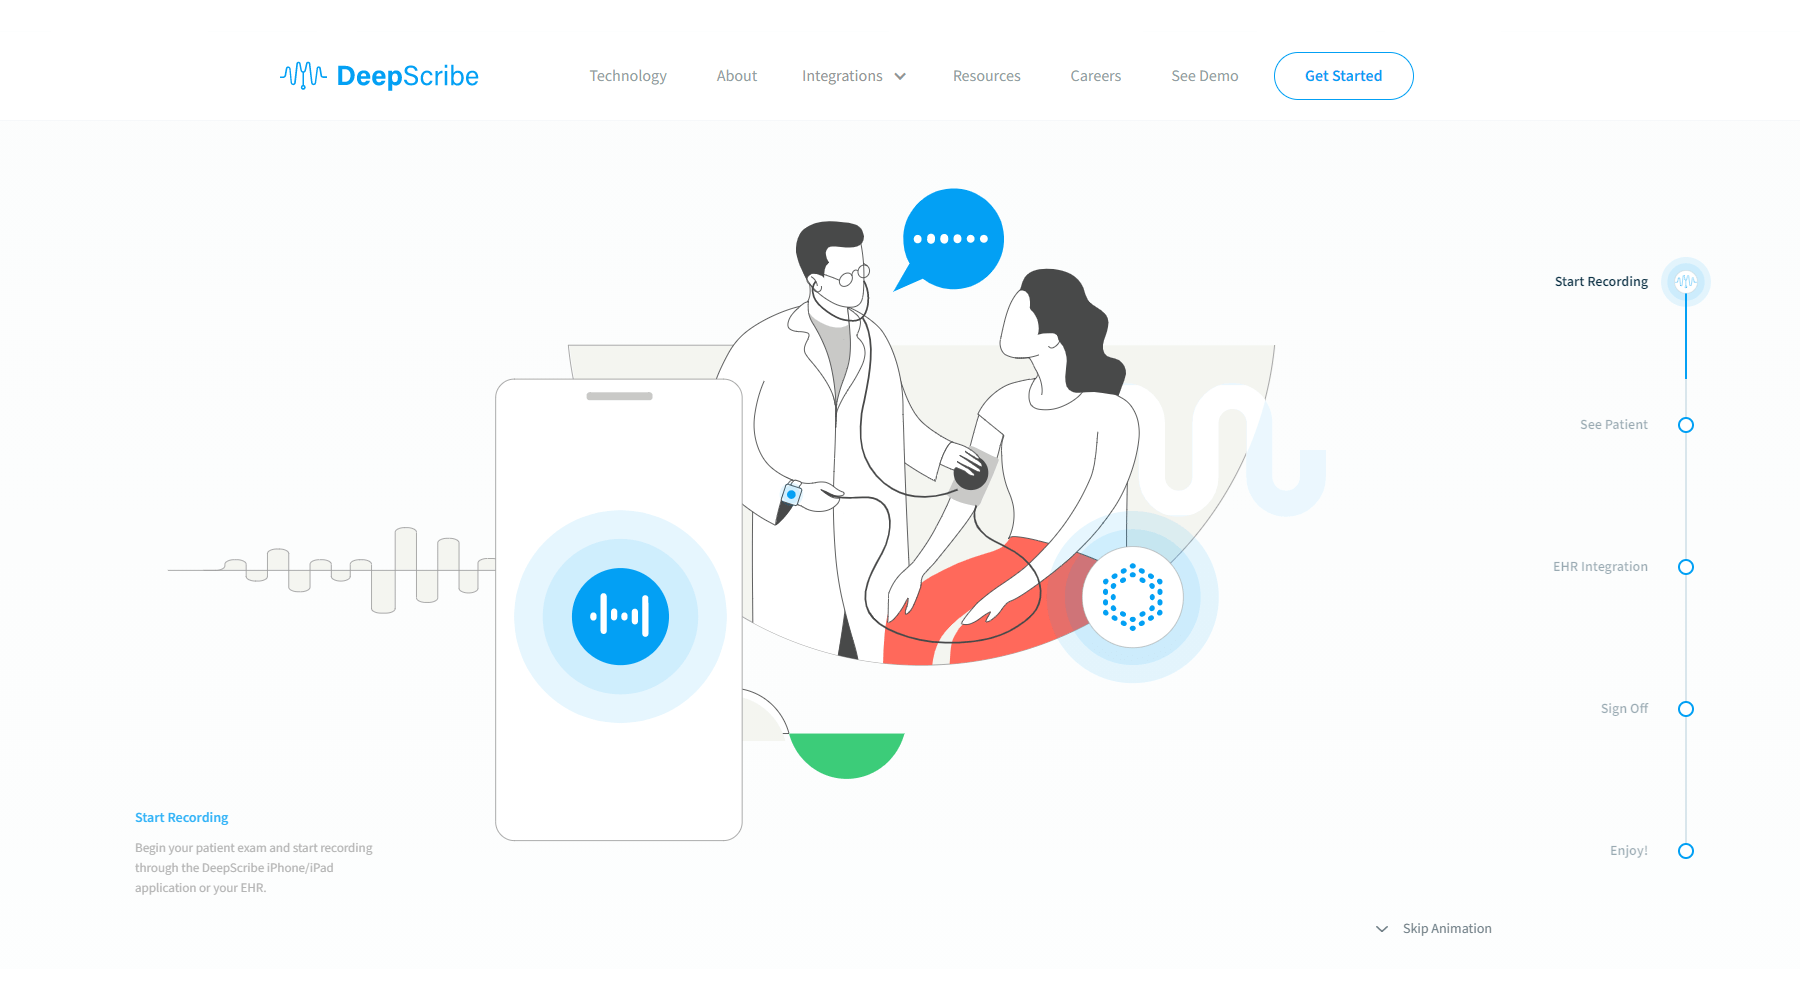 DeepScribe
Technology
About
Integrations
Resources
Careers
See Demo
Get Started
Start Recording
See Patient
EHR Integration
Sign Off
Enjoy!
Start Recording
Begin your patient exam and start recording
through the DeepScribe iPhone/iPad
application or your EHR.
Skip Animation